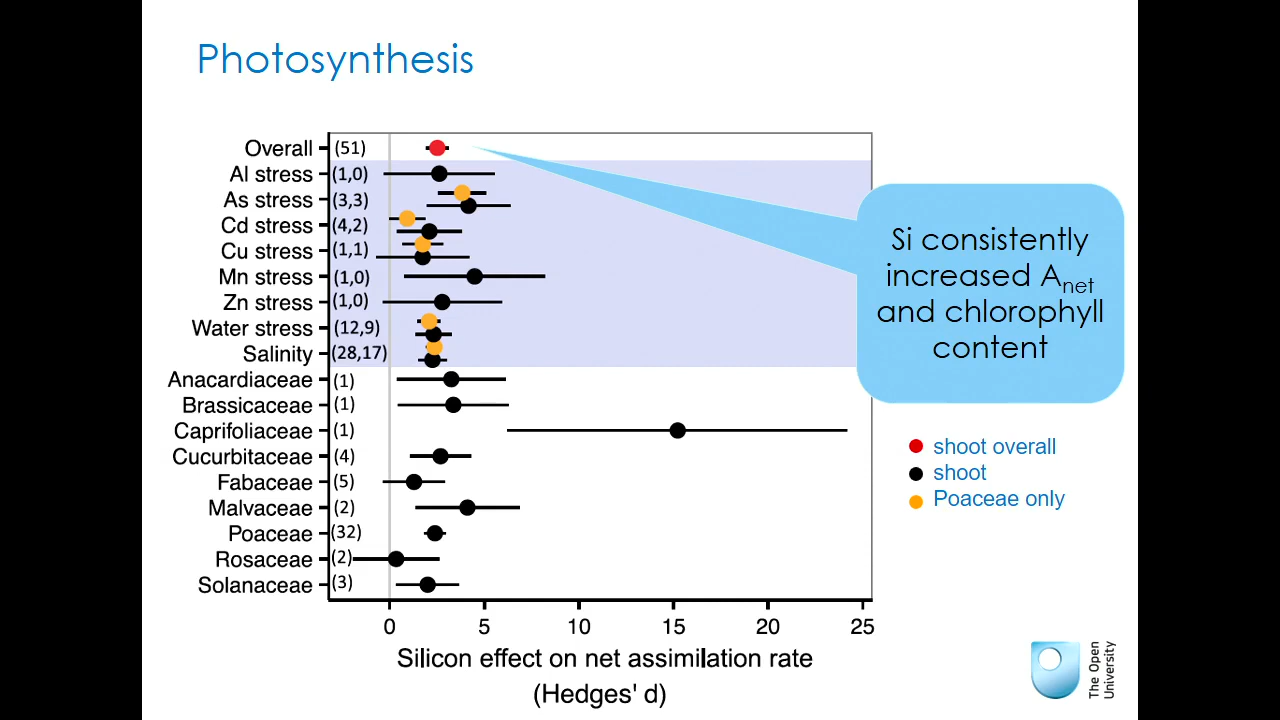 Photosynthesis
Overall (51)
Al stress (1,0)
As stress (3,3)
Cd stress (4,2)
Cu stress (1,1)
Mn stress (1,0)
Zn stress (1,0)
Water stress (12,9)
Salinity (28,17)
Anacardiaceae (1)
Brassicaceae (1)
Caprifoliaceae (1)
Cucurbitaceae (4)
Fabaceae (5)
Malvaceae (2)
Poaceae (32)
Rosaceae (2)
Solanaceae (3)
0 5 10 15 20 25
Silicon effect on net assimilation rate
(Hedges' d)
Si consistently
increased Anet
and chlorophyll
content
shoot overall
shoot
Poaceae only
The Open
University